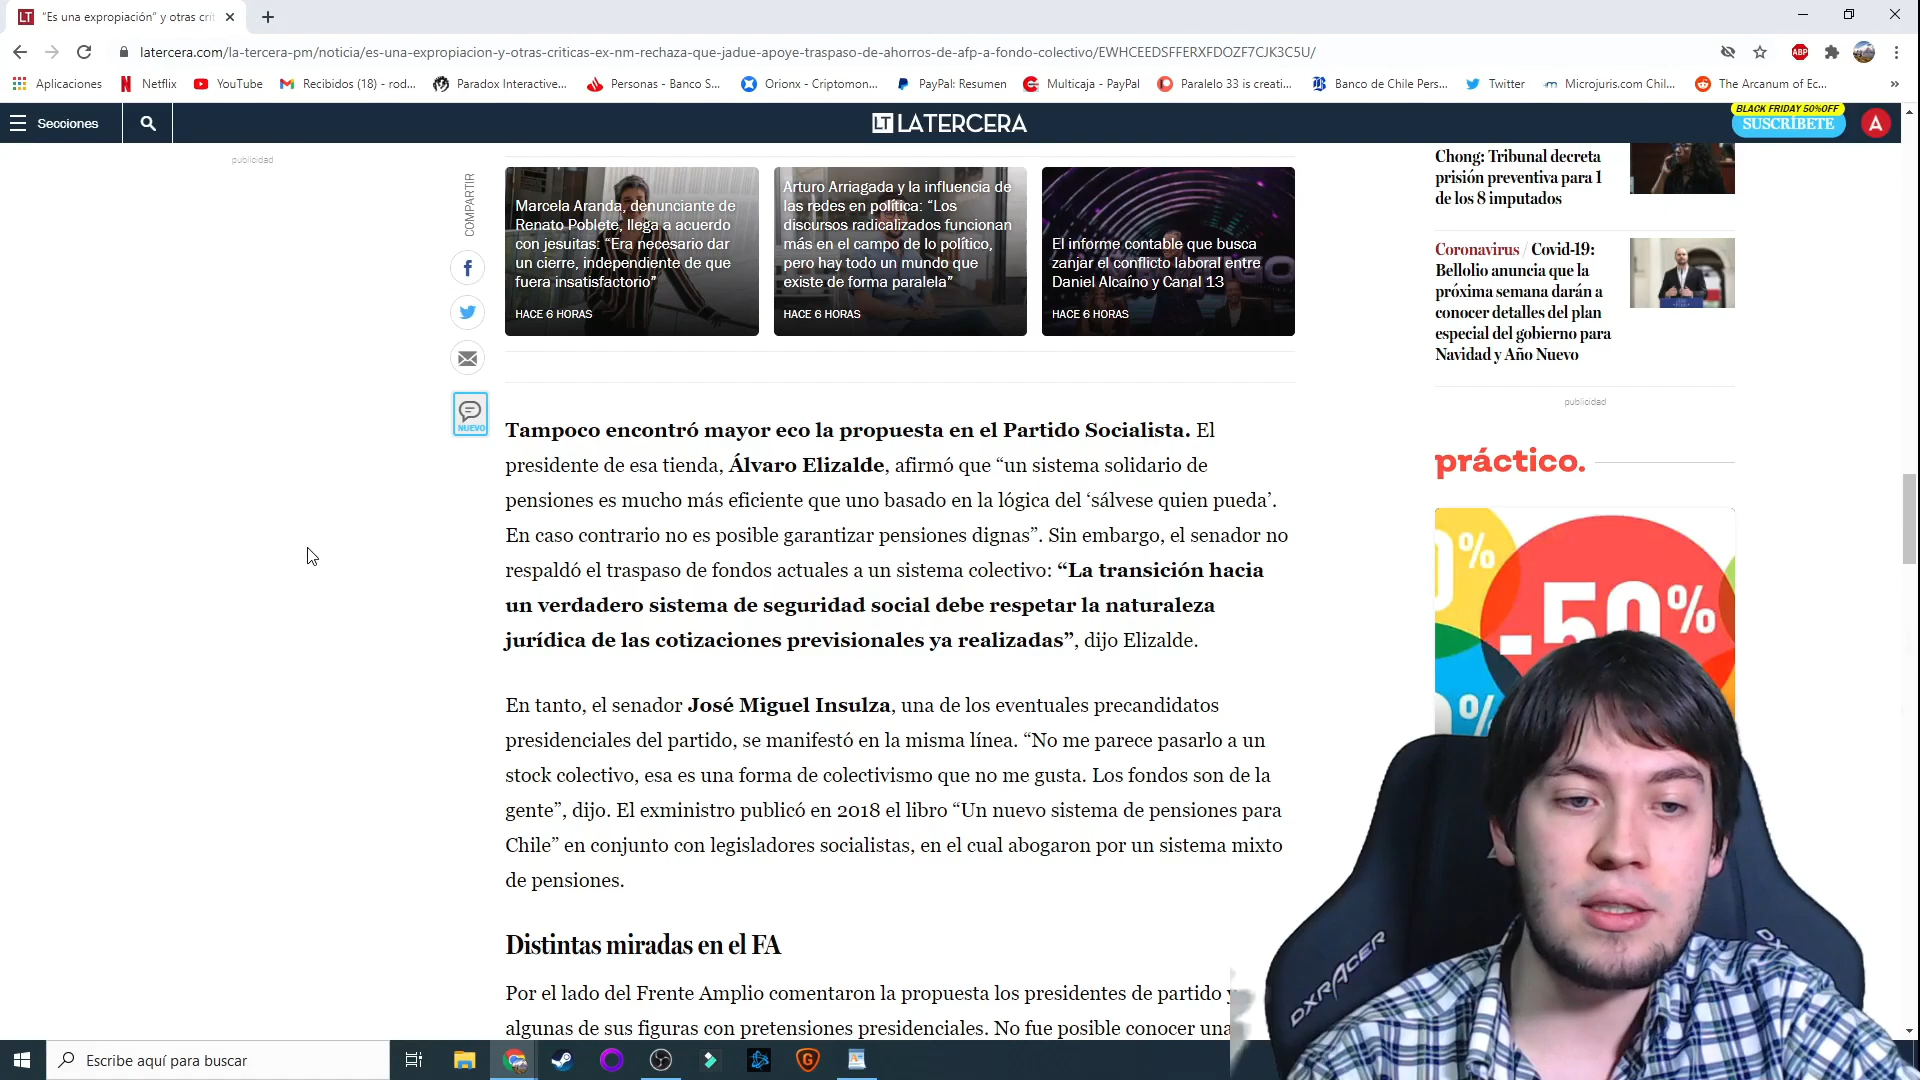 "Es una expropiación" y otras crít
latercera.com/la-tercera-pm/noticia/es-una-expropiacion-y-otras-criticas-ex-nm-rechaza-que-jadue-apoye-traspaso-de-ahorros-de-afp-a-fondo-colectivo/EWHCEEDSFFERXFDOZF7CJK3C5U/
ABP
Aplicaciones
Netflix
YouTube
Recibidos (18) - rod...
Paradox Interactive...
Personas - Banco S...
Orionx - Criptomon...
PayPal: Resumen
Multicaja - PayPal
Paralelo 33 is creati...
Banco de Chile Pers...
Twitter
Microjuris.com Chil...
The Arcanum of Ec...
Secciones
LT LATERCERA
BLACK FRIDAY 50%OFF
SUSCRÍBETE
A
publicidad
COMPARTIR
NUEVO
Marcela Aranda, denunciante de
Renato Poblete, llega a acuerdo
con jesuitas: “Era necesario dar
un cierre, independiente de que
fuera insatisfactorio”
HACE 6 HORAS
Arturo Arriagada y la influencia de
las redes en política: “Los
discursos radicalizados funcionan
más en el campo de lo político,
pero hay todo un mundo que
existe de forma paralela”
HACE 6 HORAS
El informe contable que busca
zanjar el conflicto laboral entre
Daniel Alcaíno y Canal 13
HACE 6 HORAS
Tampoco encontró mayor eco la propuesta en el Partido Socialista. El
presidente de esa tienda, Álvaro Elizalde, afirmó que “un sistema solidario de
pensiones es mucho más eficiente que uno basado en la lógica del ‘sálvese quien pueda’.
En caso contrario no es posible garantizar pensiones dignas”. Sin embargo, el senador no
respaldó el traspaso de fondos actuales a un sistema colectivo: “La transición hacia
un verdadero sistema de seguridad social debe respetar la naturaleza
jurídica de las cotizaciones previsionales ya realizadas”, dijo Elizalde.
En tanto, el senador José Miguel Insulza, una de los eventuales precandidatos
presidenciales del partido, se manifestó en la misma línea. “No me parece pasarlo a un
stock colectivo, esa es una forma de colectivismo que no me gusta. Los fondos son de la
gente”, dijo. El exministro publicó en 2018 el libro “Un nuevo sistema de pensiones para
Chile” en conjunto con legisladores socialistas, en el cual abogaron por un sistema mixto
de pensiones.
Distintas miradas en el FA
Por el lado del Frente Amplio comentaron la propuesta los presidentes de partido y
algunas de sus figuras con pretensiones presidenciales. No fue posible conocer una
Chong: Tribunal decreta
prisión preventiva para 1
de los 8 imputados
Coronavirus / Covid-19:
Bellolio anuncia que la
próxima semana darán a
conocer detalles del plan
especial del gobierno para
Navidad y Año Nuevo
publicidad
práctico.
0%
-50%
0%
DXRACER
Escribe aquí para buscar